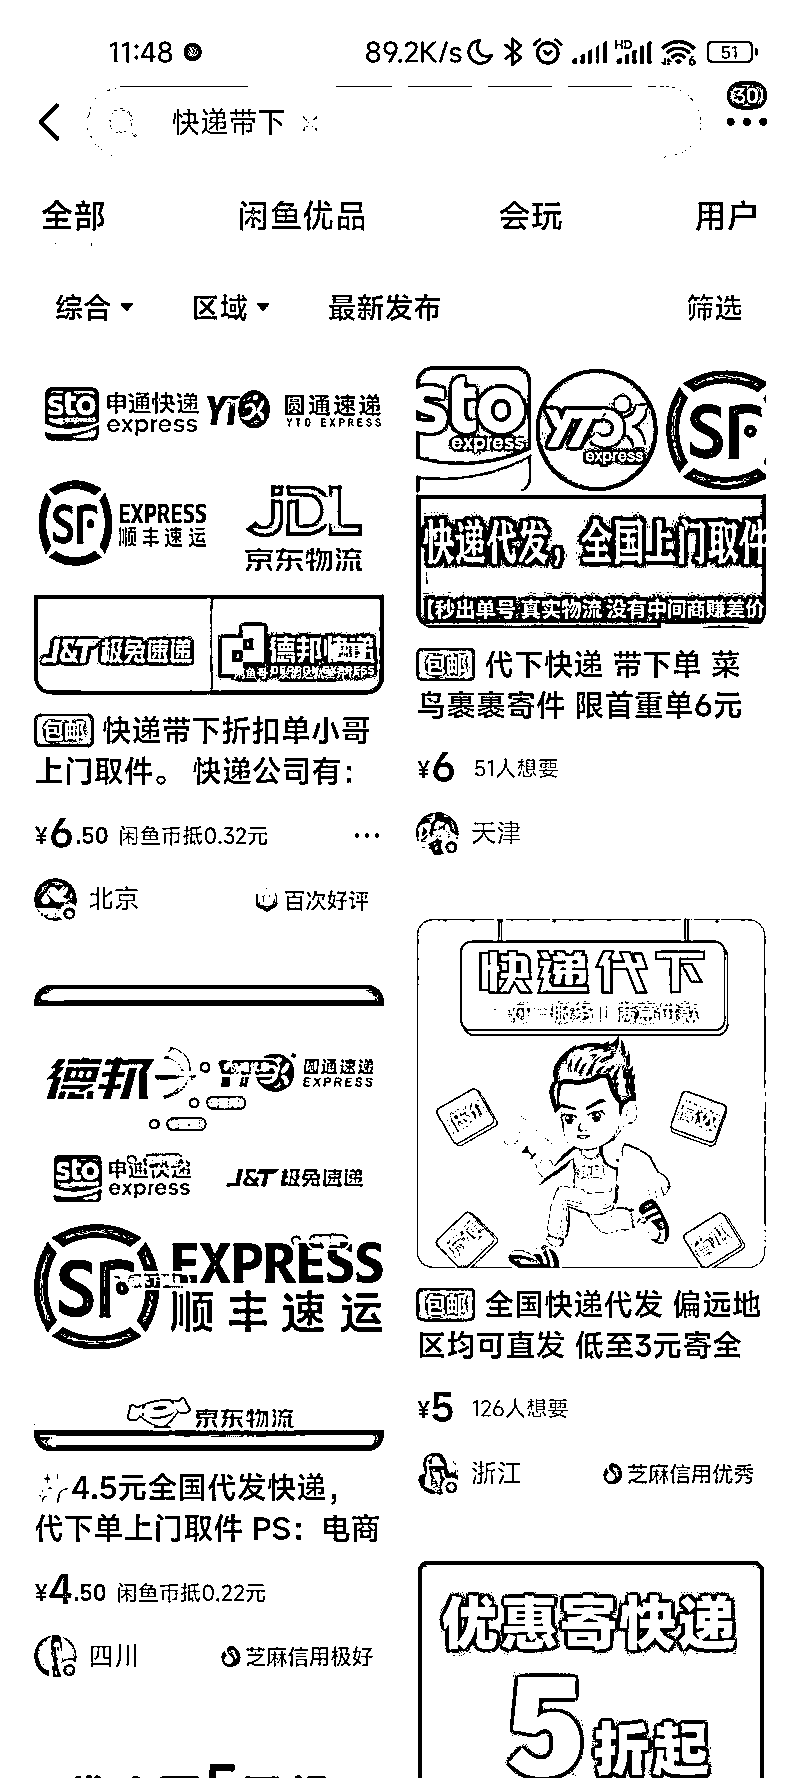 11:48 89.2K/s HD 6 51
快递带下
30
全部 闲鱼优品 会玩 用户
综合 区域 最新发布 筛选
sto 申通快递 express YTO 圆通速递 YTO EXPRESS
SF EXPRESS 顺丰速运 JDL 京东物流
J&T 极兔速递 德邦快递
包邮 快递带下折扣单小哥
上门取件。 快递公司有：
¥6.50 闲鱼币抵0.32元 ...
北京 百次好评
德邦 圆通速递 EXPRESS
sto 申通快递 express J&T 极兔速递
SF EXPRESS
顺丰速运
京东物流
4.5元全国代发快递，
代下单上门取件 PS：电商
¥4.50 闲鱼币抵0.22元
四川 芝麻信用极好
sto express YTO express SF
快递代发，全国上门取件
【秒出单号 真实物流 没有中间商赚差价
包邮 代下快递 带下单 菜
鸟裹裹寄件 限首重单6元
¥6 51人想要
天津
快递代下
包邮 全国快递代发 偏远地
区均可直发 低至3元寄全
¥5 126人想要
浙江 芝麻信用优秀
优惠寄快递
5折起